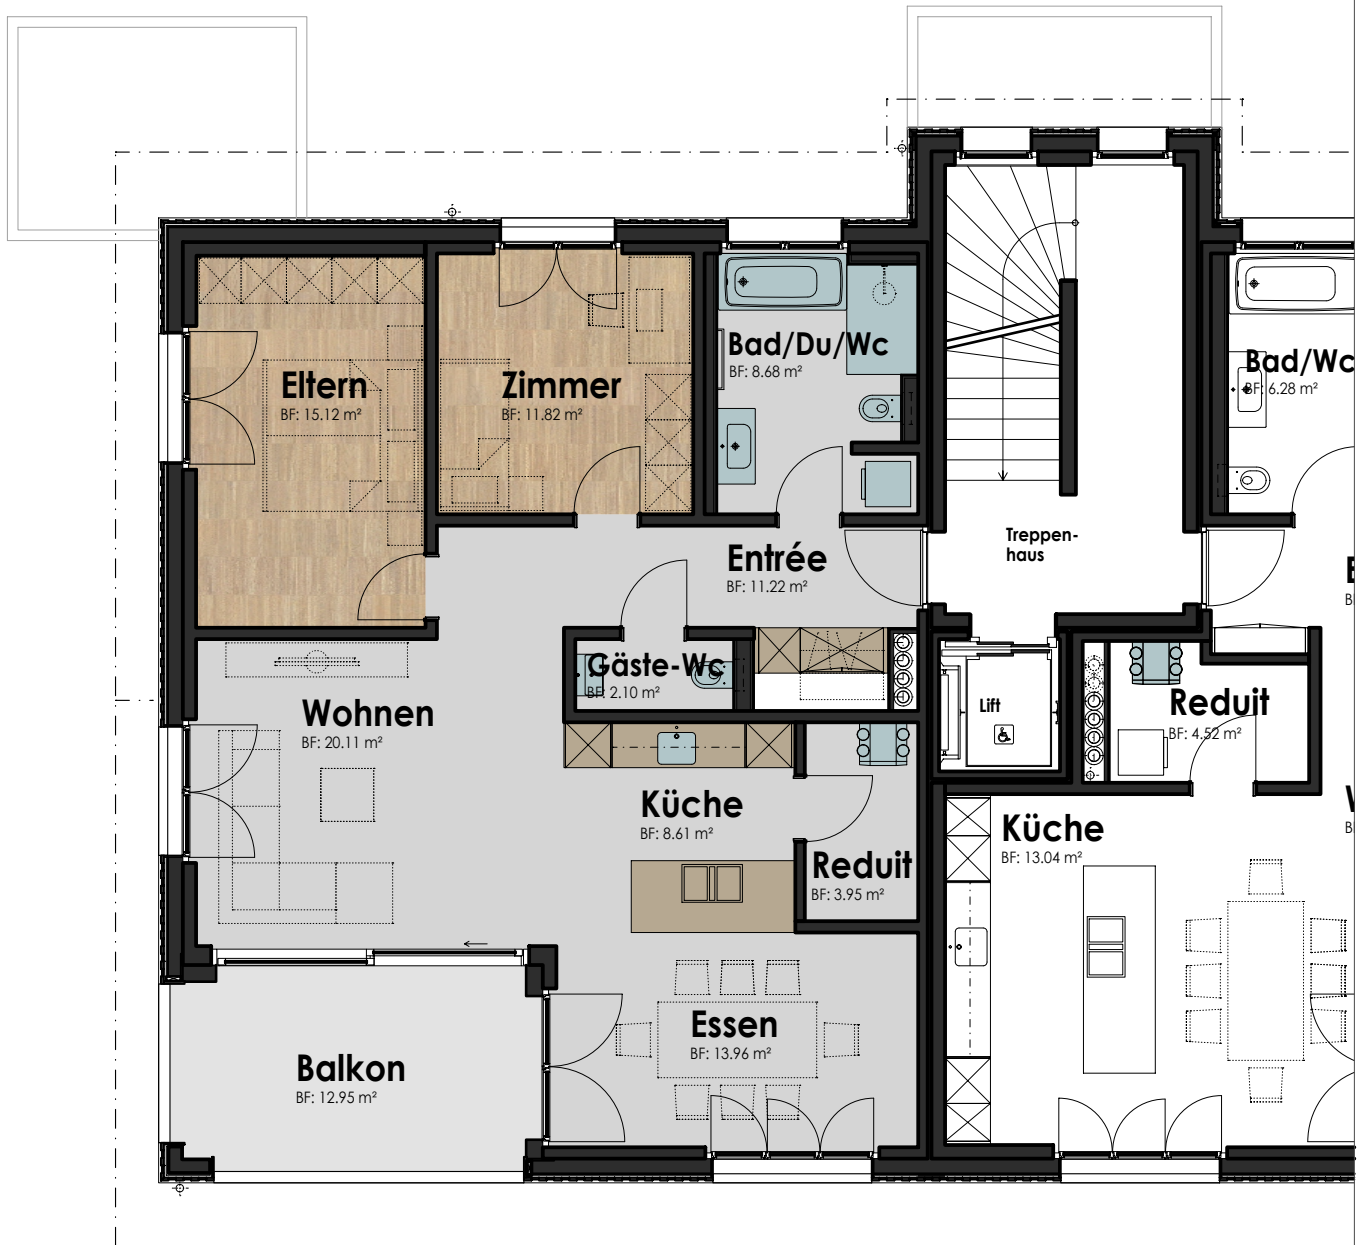 Bad/Du/Wc
BF: 8.68 m²
Bad/Wc
BF: 6.28 m²
Eltern
BF: 15.12 m²
Zimmer
BF: 11.82 m²
Treppen-
haus
Entrée
BF: 11.22 m²
Gäste-Wc
BF: 2.10 m²
Wohnen
BF: 20.11 m²
Lift
Reduit
BF: 4.52 m²
Küche
BF: 8.61 m²
Küche
BF: 13.04 m²
Reduit
BF: 3.95 m²
Essen
BF: 13.96 m²
Balkon
BF: 12.95 m²